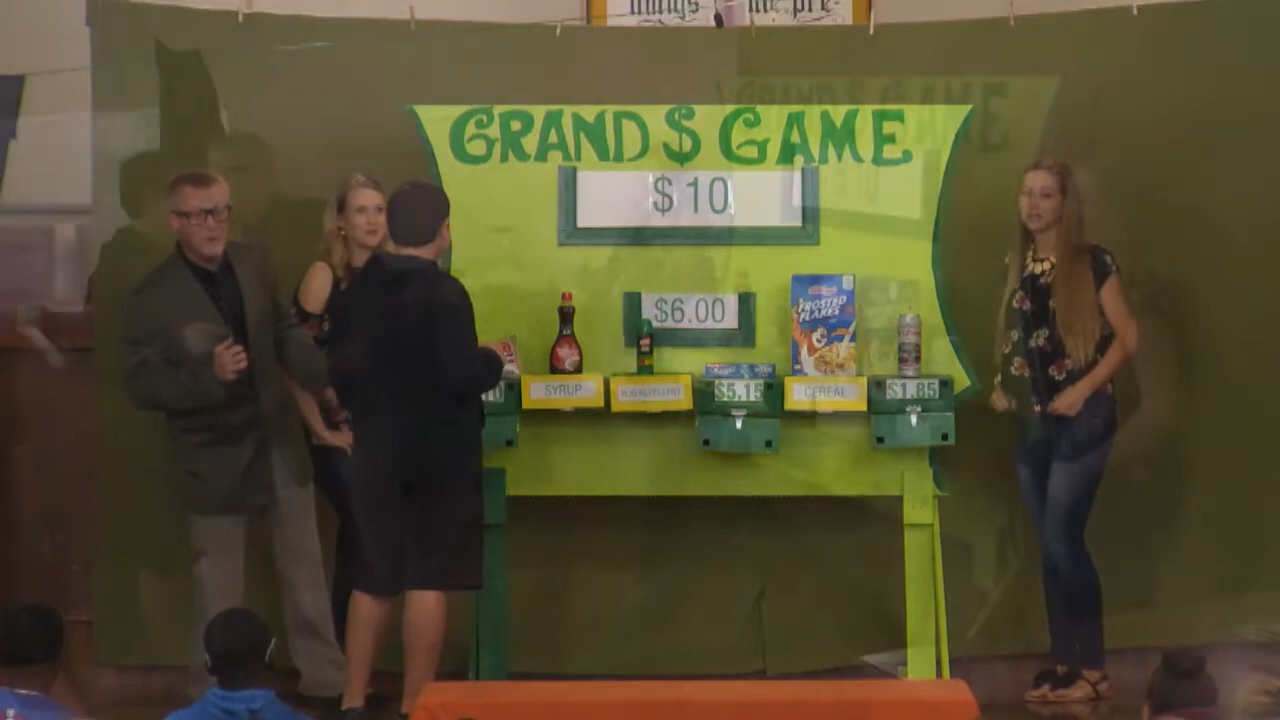 GRAND $ GAME
$10
$6.00
FROSTED
FLAKES
SYRUP
$5.15
CEREAL
$1.85